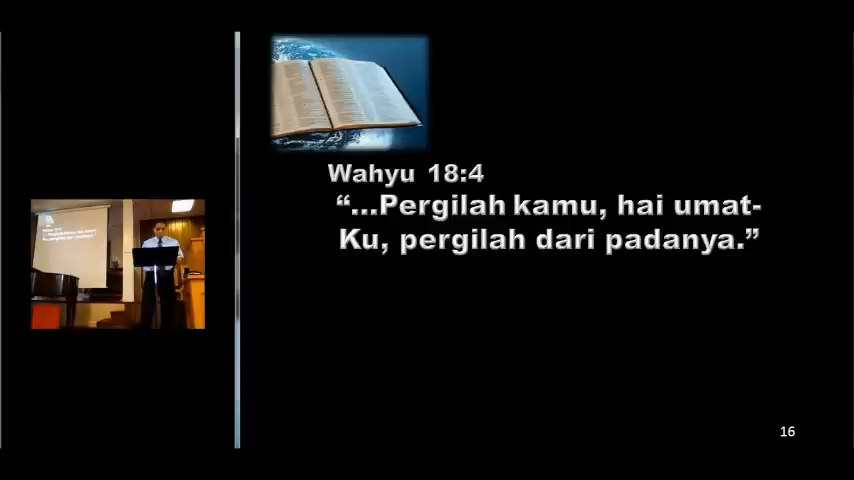 Wahyu 18:4
“...Pergilah kamu, hai umat-
Ku, pergilah dari padanya.”
16